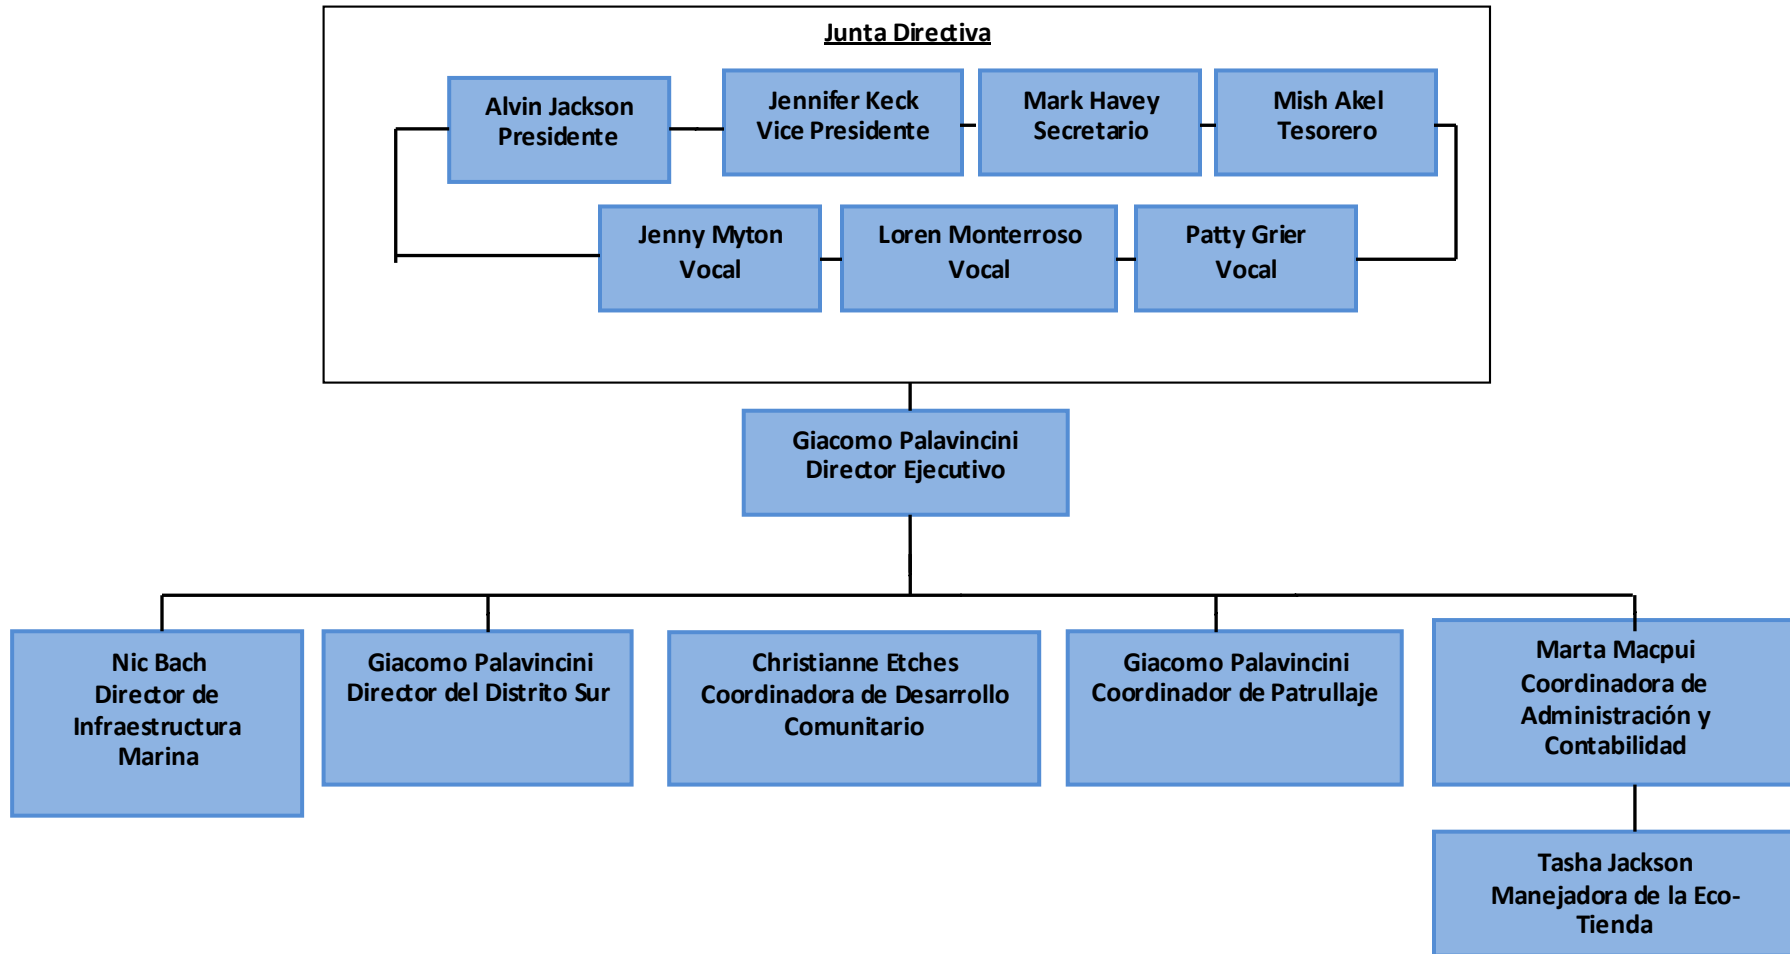 Junta Directiva
Alvin Jackson
Presidente
Jennifer Keck
Vice Presidente
Mark Havey
Secretario
Mish Akel
Tesorero
Jenny Myton
Vocal
Loren Monterroso
Vocal
Patty Grier
Vocal
Giacomo Palavincini
Director Ejecutivo
Nic Bach
Director de
Infraestructura
Marina
Giacomo Palavincini
Director del Distrito Sur
Christianne Etches
Coordinadora de Desarrollo
Comunitario
Giacomo Palavincini
Coordinador de Patrullaje
Marta Macpui
Coordinadora de
Administración y
Contabilidad
Tasha Jackson
Manejadora de la Eco-
Tienda